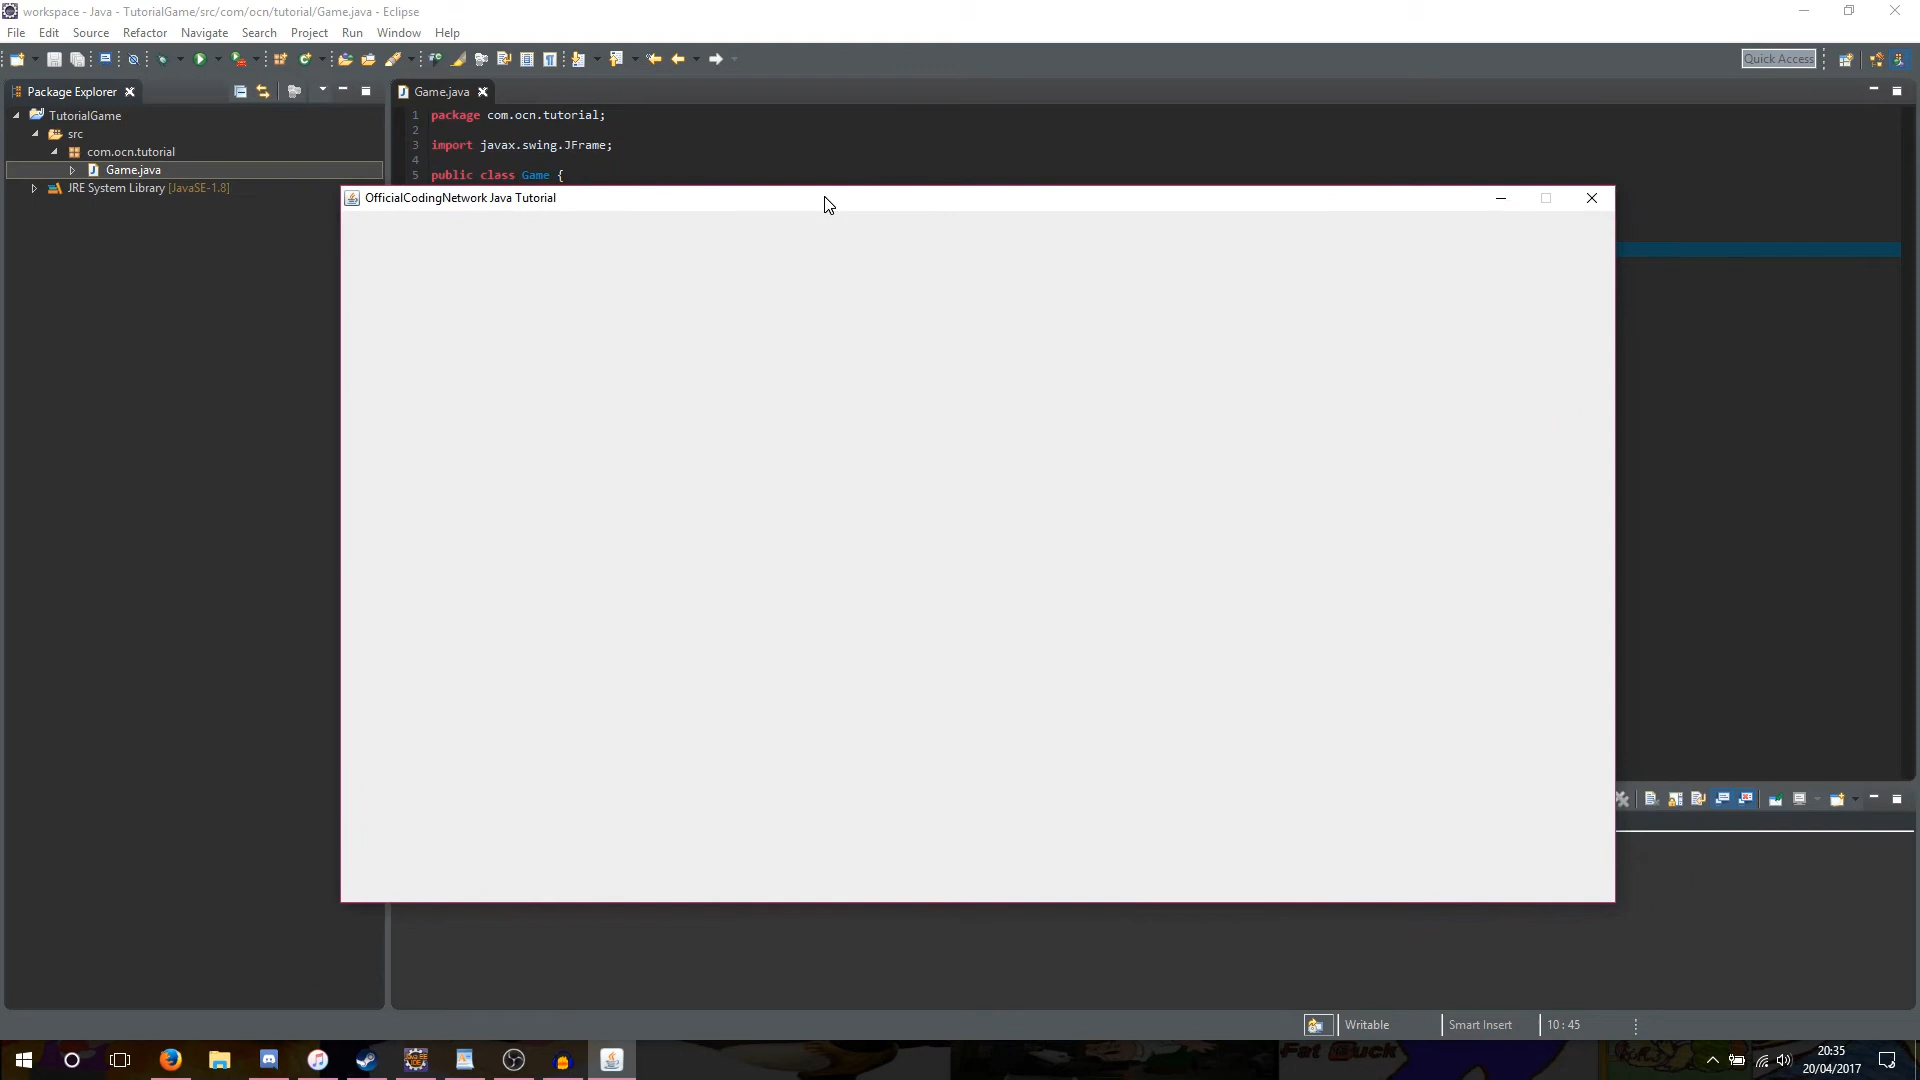 workspace - Java - TutorialGame/src/com/ocn/tutorial/Game.java - Eclipse
File Edit Source Refactor Navigate Search Project Run Window Help
Quick Access
Package Explorer
Game.java
TutorialGame
src
com.ocn.tutorial
Game.java
JRE System Library [JavaSE-1.8]
1 package com.ocn.tutorial;
2
3 import javax.swing.JFrame;
4
5 public class Game {
OfficialCodingNetwork Java Tutorial
Writable Smart Insert 10 : 45
20:35
20/04/2017